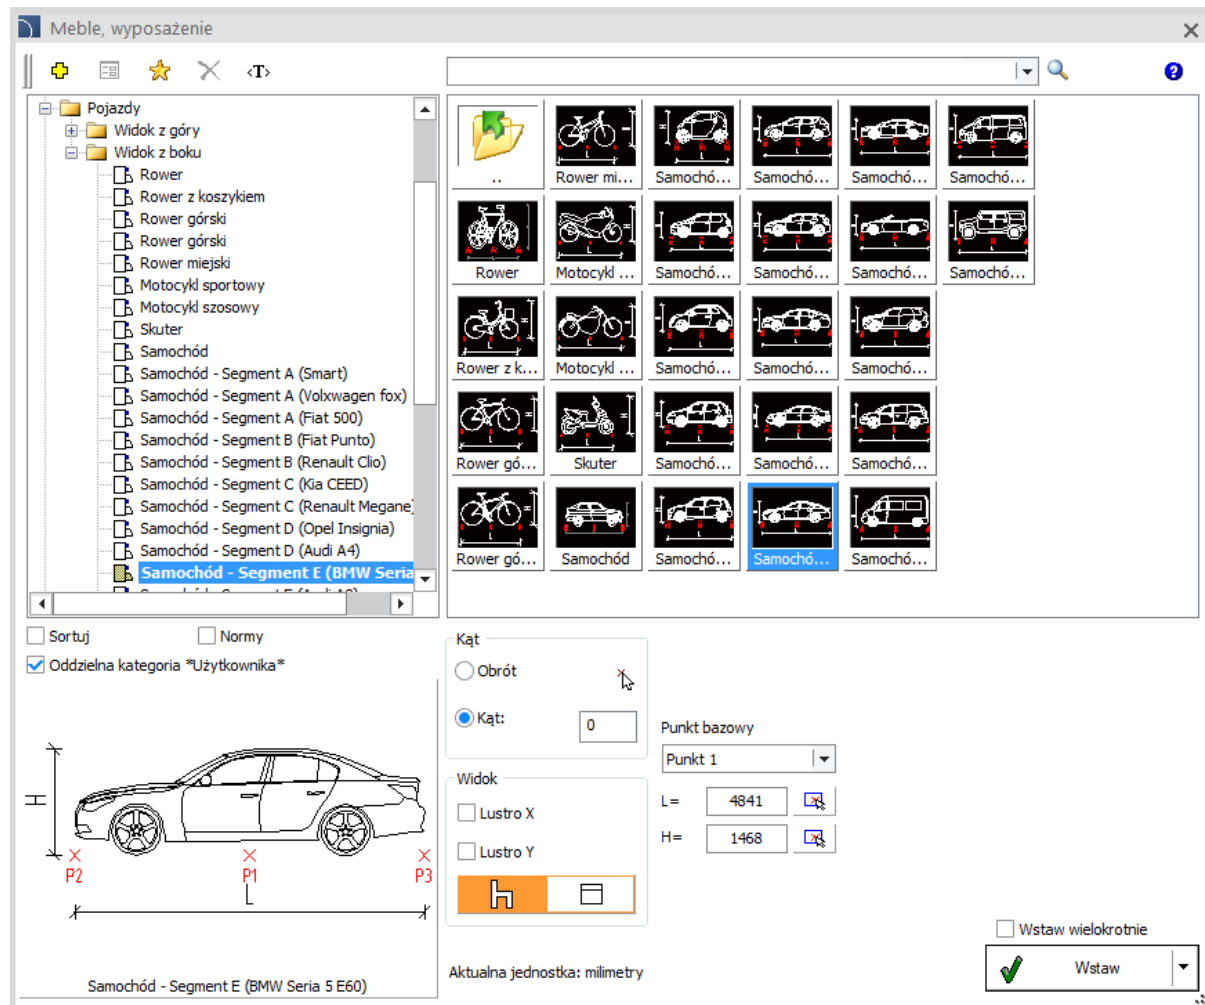 Meble, wyposażenie
<T>
Pojazdy
Widok z góry
Widok z boku
Rower
Rower z koszykiem
Rower górski
Rower górski
Rower miejski
Motocykl sportowy
Motocykl szosowy
Skuter
Samochód
Samochód - Segment A (Smart)
Samochód - Segment A (Volxwagen fox)
Samochód - Segment A (Fiat 500)
Samochód - Segment B (Fiat Punto)
Samochód - Segment B (Renault Clio)
Samochód - Segment C (Kia CEED)
Samochód - Segment C (Renault Megane)
Samochód - Segment D (Opel Insignia)
Samochód - Segment D (Audi A4)
Samochód - Segment E (BMW Seria
.. Rower mi... Samochó... Samochó... Samochó... Samochó...
Rower Motocykl ... Samochó... Samochó... Samochó... Samochó...
Rower z k... Motocykl ... Samochó... Samochó... Samochó...
Rower gó... Skuter Samochó... Samochó... Samochó...
Rower gó... Samochód Samochó... Samochó... Samochó...
Sortuj Normy
Oddzielna kategoria *Użytkownika*
H
P2 P1 P3
L
Samochód - Segment E (BMW Seria 5 E60)
Kąt
Obrót
Kąt: 0
Widok
Lustro X
Lustro Y
Punkt bazowy
Punkt 1
L= 4841
H= 1468
Aktualna jednostka: milimetry
Wstaw wielokrotnie
Wstaw